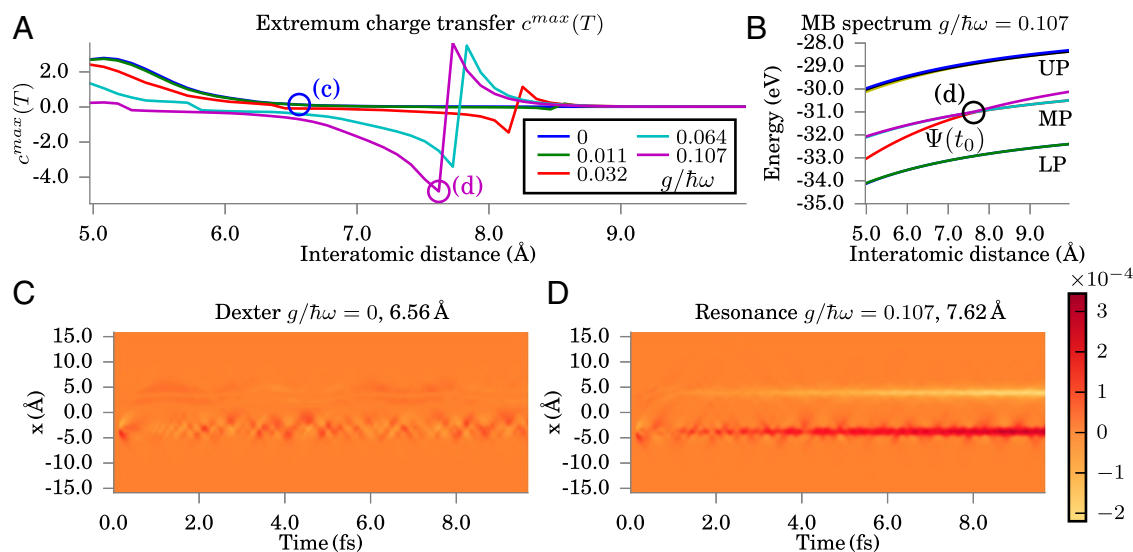 A
Extremum charge transfer c^max(T)
c^max(T)
2.0
0.0
-2.0
-4.0
(c)
(d)
0
0.011
0.032
0.064
0.107
g/ħω
5.0 6.0 7.0 8.0 9.0
Interatomic distance (Å)
B
MB spectrum g/ħω = 0.107
Energy (eV)
-28.0
-29.0
-30.0
-31.0
-32.0
-33.0
-34.0
-35.0
UP
(d)
MP
Ψ(t₀)
LP
5.0 6.0 7.0 8.0 9.0
Interatomic distance (Å)
C
Dexter g/ħω = 0, 6.56 Å
x (Å)
15.0
10.0
5.0
0.0
-5.0
-10.0
-15.0
0.0 2.0 4.0 6.0 8.0
Time (fs)
D
Resonance g/ħω = 0.107, 7.62 Å
x (Å)
15.0
10.0
5.0
0.0
-5.0
-10.0
-15.0
0.0 2.0 4.0 6.0 8.0
Time (fs)
×10⁻⁴
3
2
1
0
−1
−2